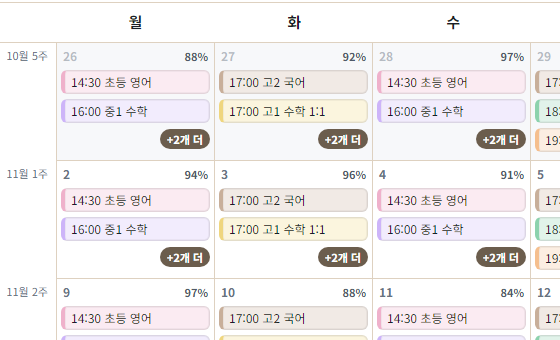 월 화 수
10월 5주 26 88% 27 92% 28 97% 29
14:30 초등 영어 17:00 고2 국어 14:30 초등 영어 17
16:00 중1 수학 17:00 고1 수학 1:1 16:00 중1 수학 18
+2개 더 +2개 더 +2개 더 19
11월 1주 2 94% 3 96% 4 91% 5
14:30 초등 영어 17:00 고2 국어 14:30 초등 영어 17
16:00 중1 수학 17:00 고1 수학 1:1 16:00 중1 수학 18
+2개 더 +2개 더 +2개 더 19
11월 2주 9 97% 10 88% 11 84% 12
14:30 초등 영어 17:00 고2 국어 14:30 초등 영어 17